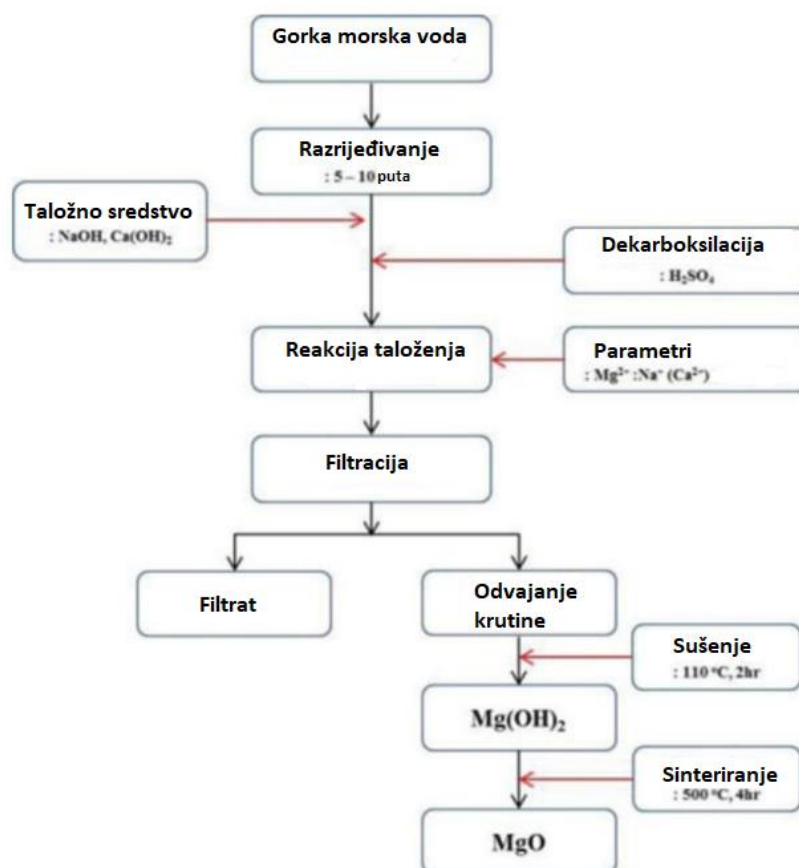 Gorka morska voda
Razrijeđivanje
: 5 – 10 puta
Taložno sredstvo
: NaOH, Ca(OH)₂
Dekarboksilacija
: H₂SO₄
Reakcija taloženja
Parametri
: Mg²⁺ :Na⁺ (Ca²⁺)
Filtracija
Filtrat
Odvajanje
krutine
Sušenje
: 110 °C, 2hr
Mg(OH)₂
Sinteriranje
: 500 °C, 4hr
MgO